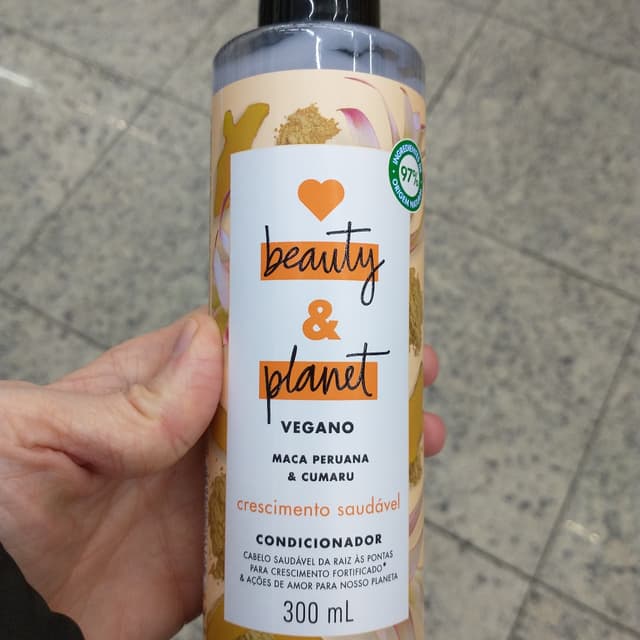 INGREDIENTES
97%
ORIGEM
beauty
&
planet
VEGANO
MACA PERUANA
& CUMARU
crescimento saudável
CONDICIONADOR
CABELO SAUDÁVEL DA RAIZ ÀS PONTAS
PARA CRESCIMENTO FORTIFICADO*
& AÇÕES DE AMOR PARA NOSSO PLANETA
300 mL